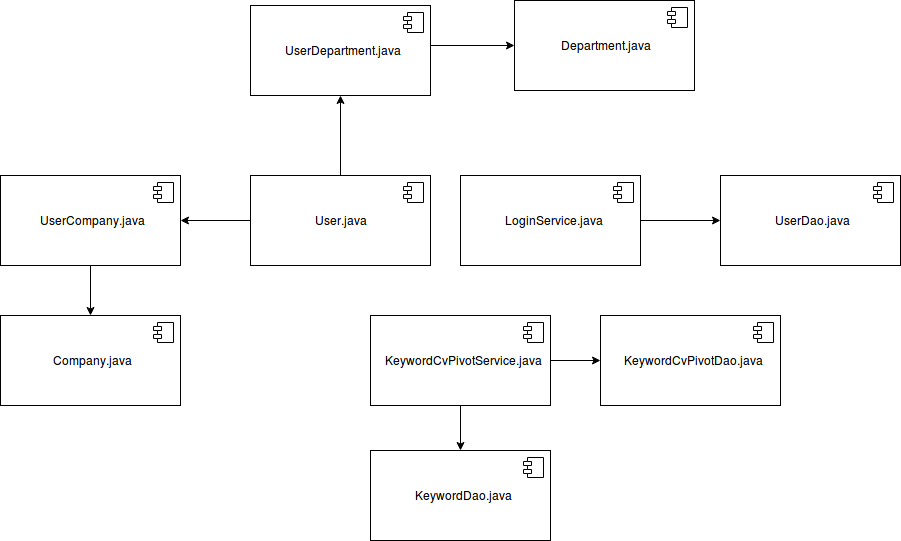 UserDepartment.java
Department.java
UserCompany.java
User.java
LoginService.java
UserDao.java
Company.java
KeywordCvPivotService.java
KeywordCvPivotDao.java
KeywordDao.java